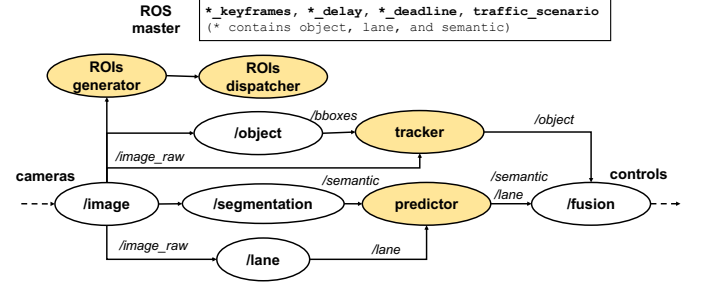 ROS
master
*_keyframes, *_delay, *_deadline, traffic_scenario
(* contains object, lane, and semantic)
ROIs
generator
ROIs
dispatcher
/bboxes
/object
tracker
/object
/image_raw
cameras
/semantic
/semantic
controls
/image
/segmentation
predictor
/lane
/fusion
/image_raw
/lane
/lane